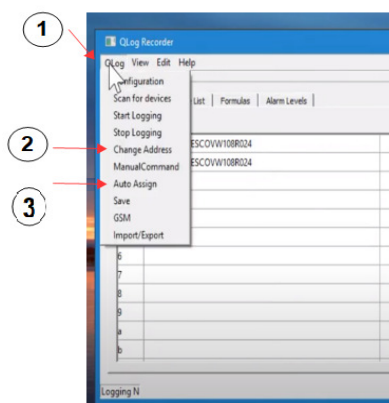 1
QLog Recorder
QLog View Edit Help
Configuration
Scan for devices
List Formulas Alarm Levels
Start Logging
Stop Logging
2
Change Address
ESCOVW108R024
ManualCommand
ESCOVW108R024
Auto Assign
3
Save
GSM
Import/Export
6
7
8
9
a
b
Logging N